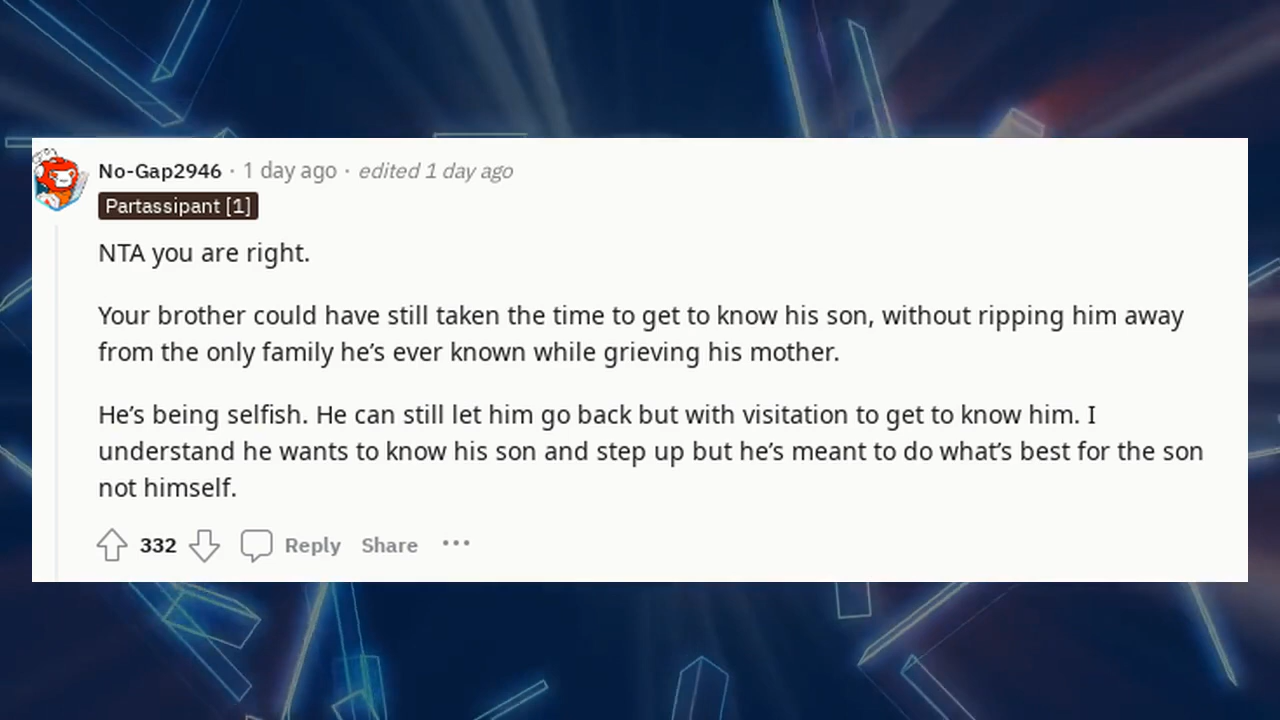 No-Gap2946 · 1 day ago · edited 1 day ago
Partassipant [1]
NTA you are right.
Your brother could have still taken the time to get to know his son, without ripping him away
from the only family he’s ever known while grieving his mother.
He’s being selfish. He can still let him go back but with visitation to get to know him. I
understand he wants to know his son and step up but he’s meant to do what’s best for the son
not himself.
332 Reply Share ···